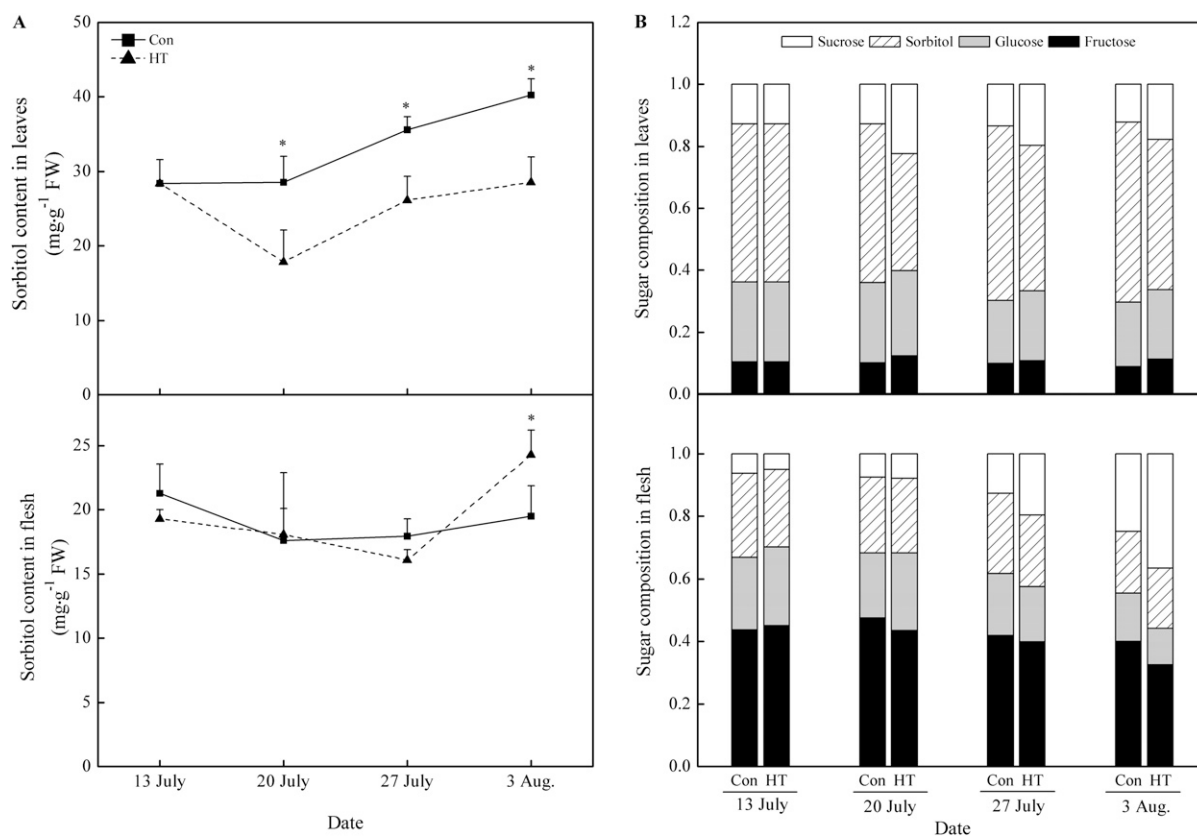 A
Con
HT
50
40
30
20
10
0
Sorbitol content in leaves
(mg·g⁻¹ FW)
*
*
*
25
20
15
10
5
0
Sorbitol content in flesh
(mg·g⁻¹ FW)
*
13 July 20 July 27 July 3 Aug.
Date
B
Sucrose Sorbitol Glucose Fructose
1.2
1.0
0.8
0.6
0.4
0.2
0.0
Sugar composition in leaves
1.0
0.8
0.6
0.4
0.2
0.0
Sugar composition in flesh
Con HT Con HT Con HT Con HT
13 July 20 July 27 July 3 Aug.
Date